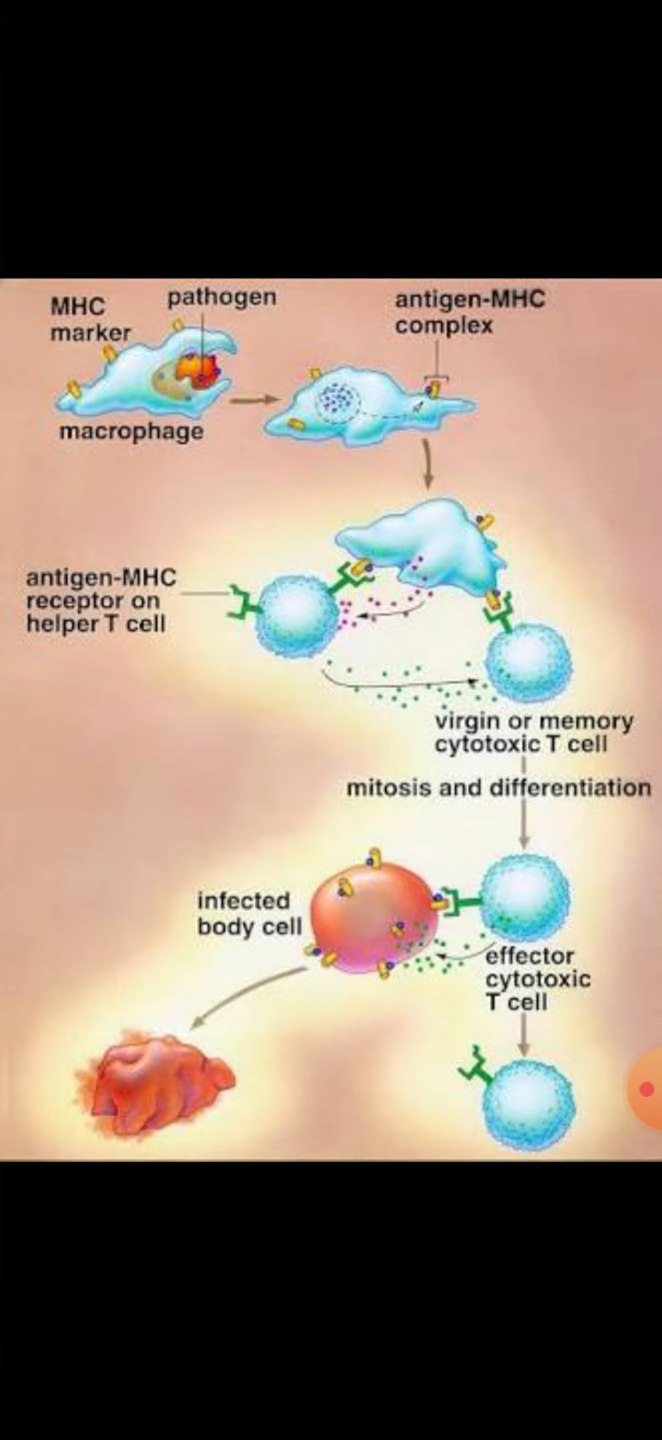 MHC
marker
pathogen
antigen-MHC
complex
macrophage
antigen-MHC
receptor on
helper T cell
virgin or memory
cytotoxic T cell
mitosis and differentiation
infected
body cell
effector
cytotoxic
T cell